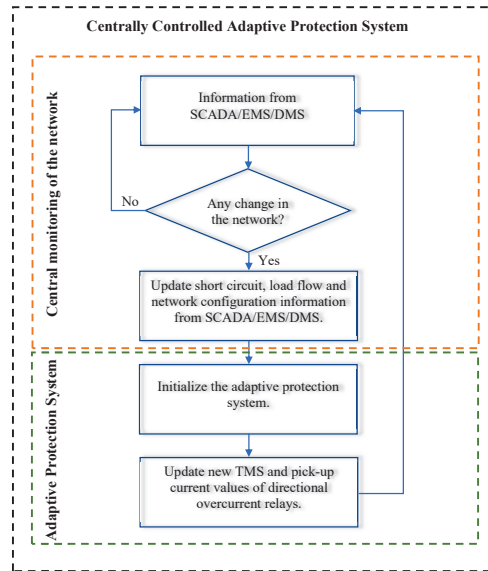 Centrally Controlled Adaptive Protection System
Central monitoring of the network
Information from
SCADA/EMS/DMS
No
Any change in
the network?
Yes
Update short circuit, load flow and
network configuration information
from SCADA/EMS/DMS.
Adaptive Protection System
Initialize the adaptive protection
system.
Update new TMS and pick-up
current values of directional
overcurrent relays.